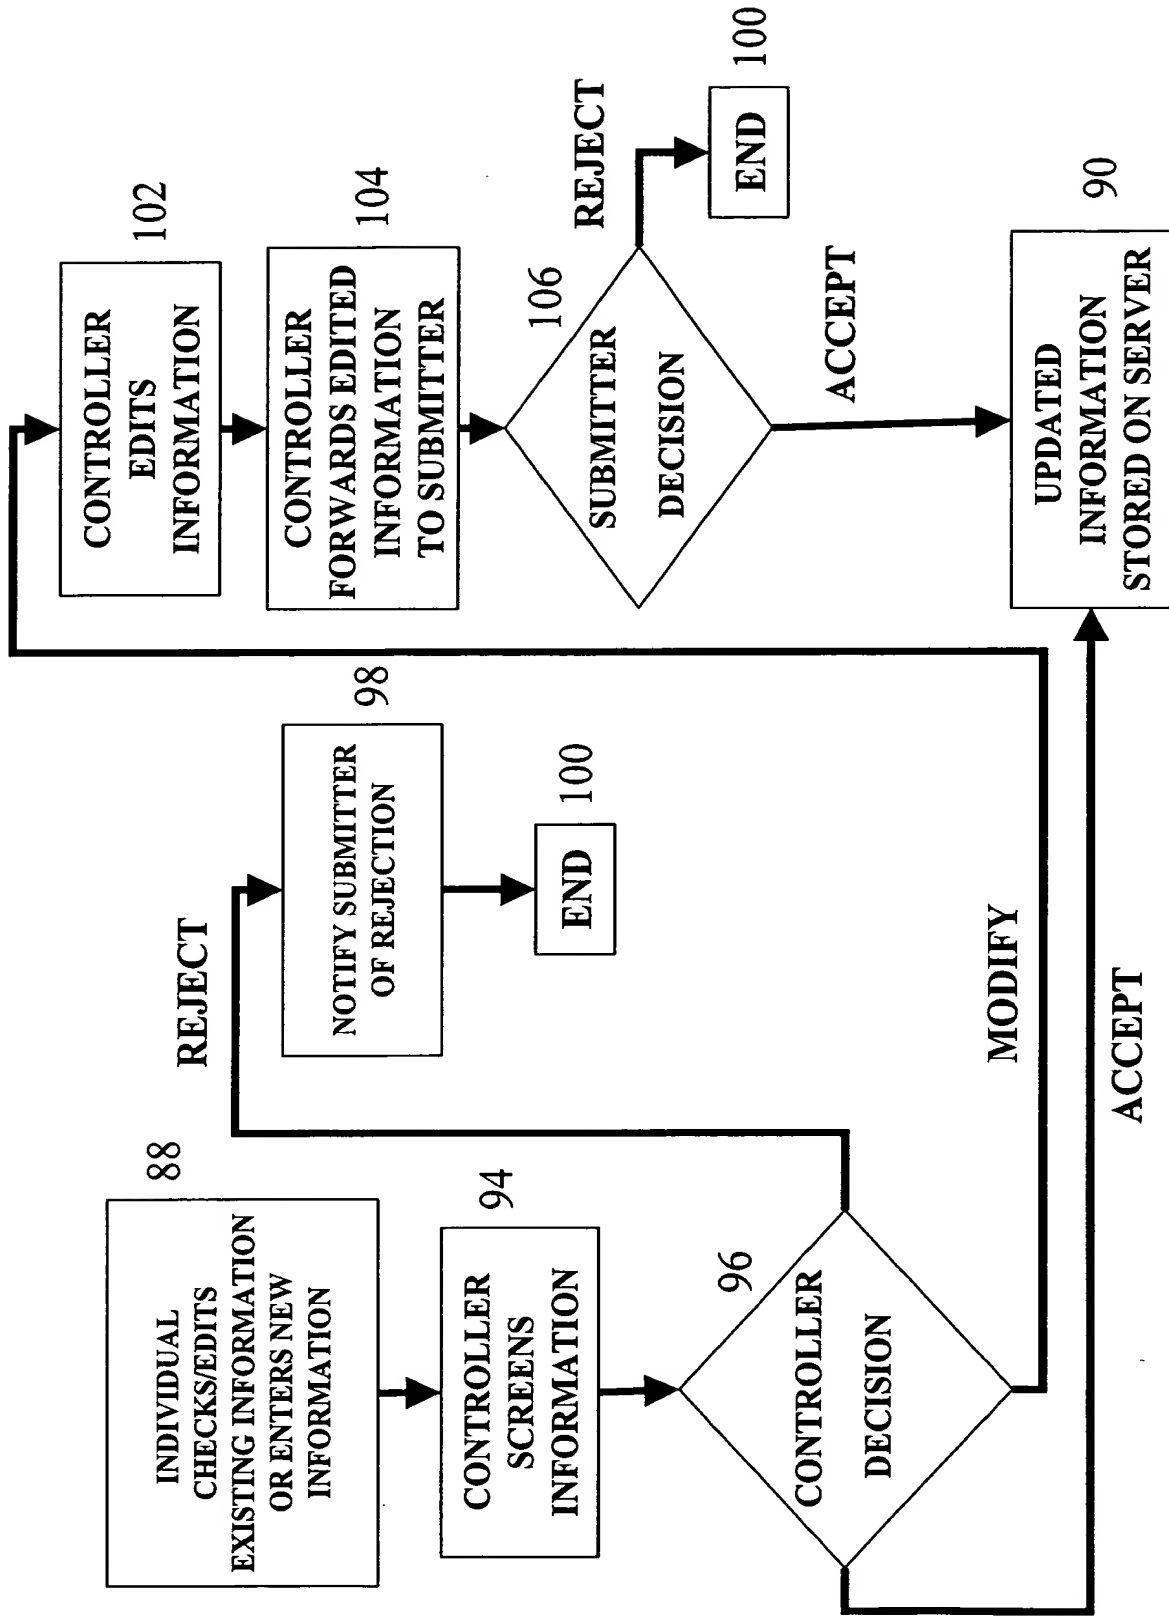 88
INDIVIDUAL
CHECKS/EDITS
EXISTING INFORMATION
OR ENTERS NEW
INFORMATION
94
CONTROLLER
SCREENS
INFORMATION
96
CONTROLLER
DECISION
REJECT
98
NOTIFY SUBMITTER
OF REJECTION
100
END
MODIFY
ACCEPT
102
CONTROLLER
EDITS
INFORMATION
104
CONTROLLER
FORWARDS EDITED
INFORMATION
TO SUBMITTER
106
SUBMITTER
DECISION
REJECT
100
END
ACCEPT
90
UPDATED
INFORMATION
STORED ON SERVER